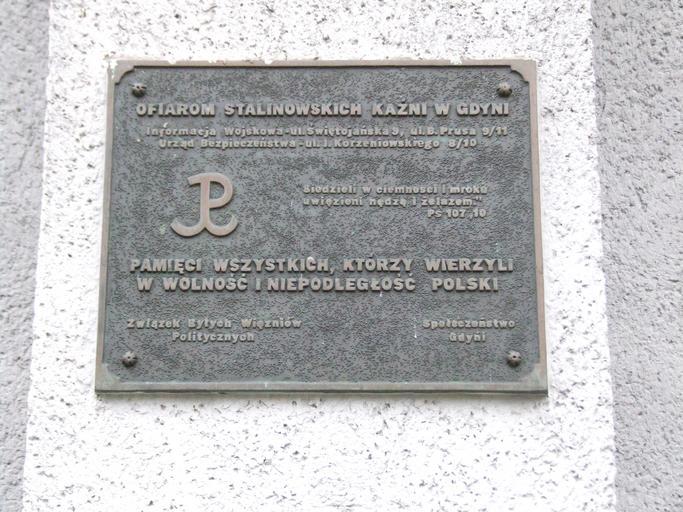 OFIAROM STALINOWSKICH KAŹNI W GDYNI
Informacja Wojskowa-ul. Świętojańska 9, ul. B. Prusa 9/11
Urząd Bezpieczeństwa - ul. J. Korzeniowskiego 8/10
Siedzieli w ciemności i mroku
uwięzieni nędzą i żelazem."
Ps 107,10
PAMIĘCI WSZYSTKICH, KTÓRZY WIERZYLI
W WOLNOŚĆ I NIEPODLEGŁOŚĆ POLSKI
Związek Byłych Więźniów
Politycznych
Społeczeństwo
Gdyni